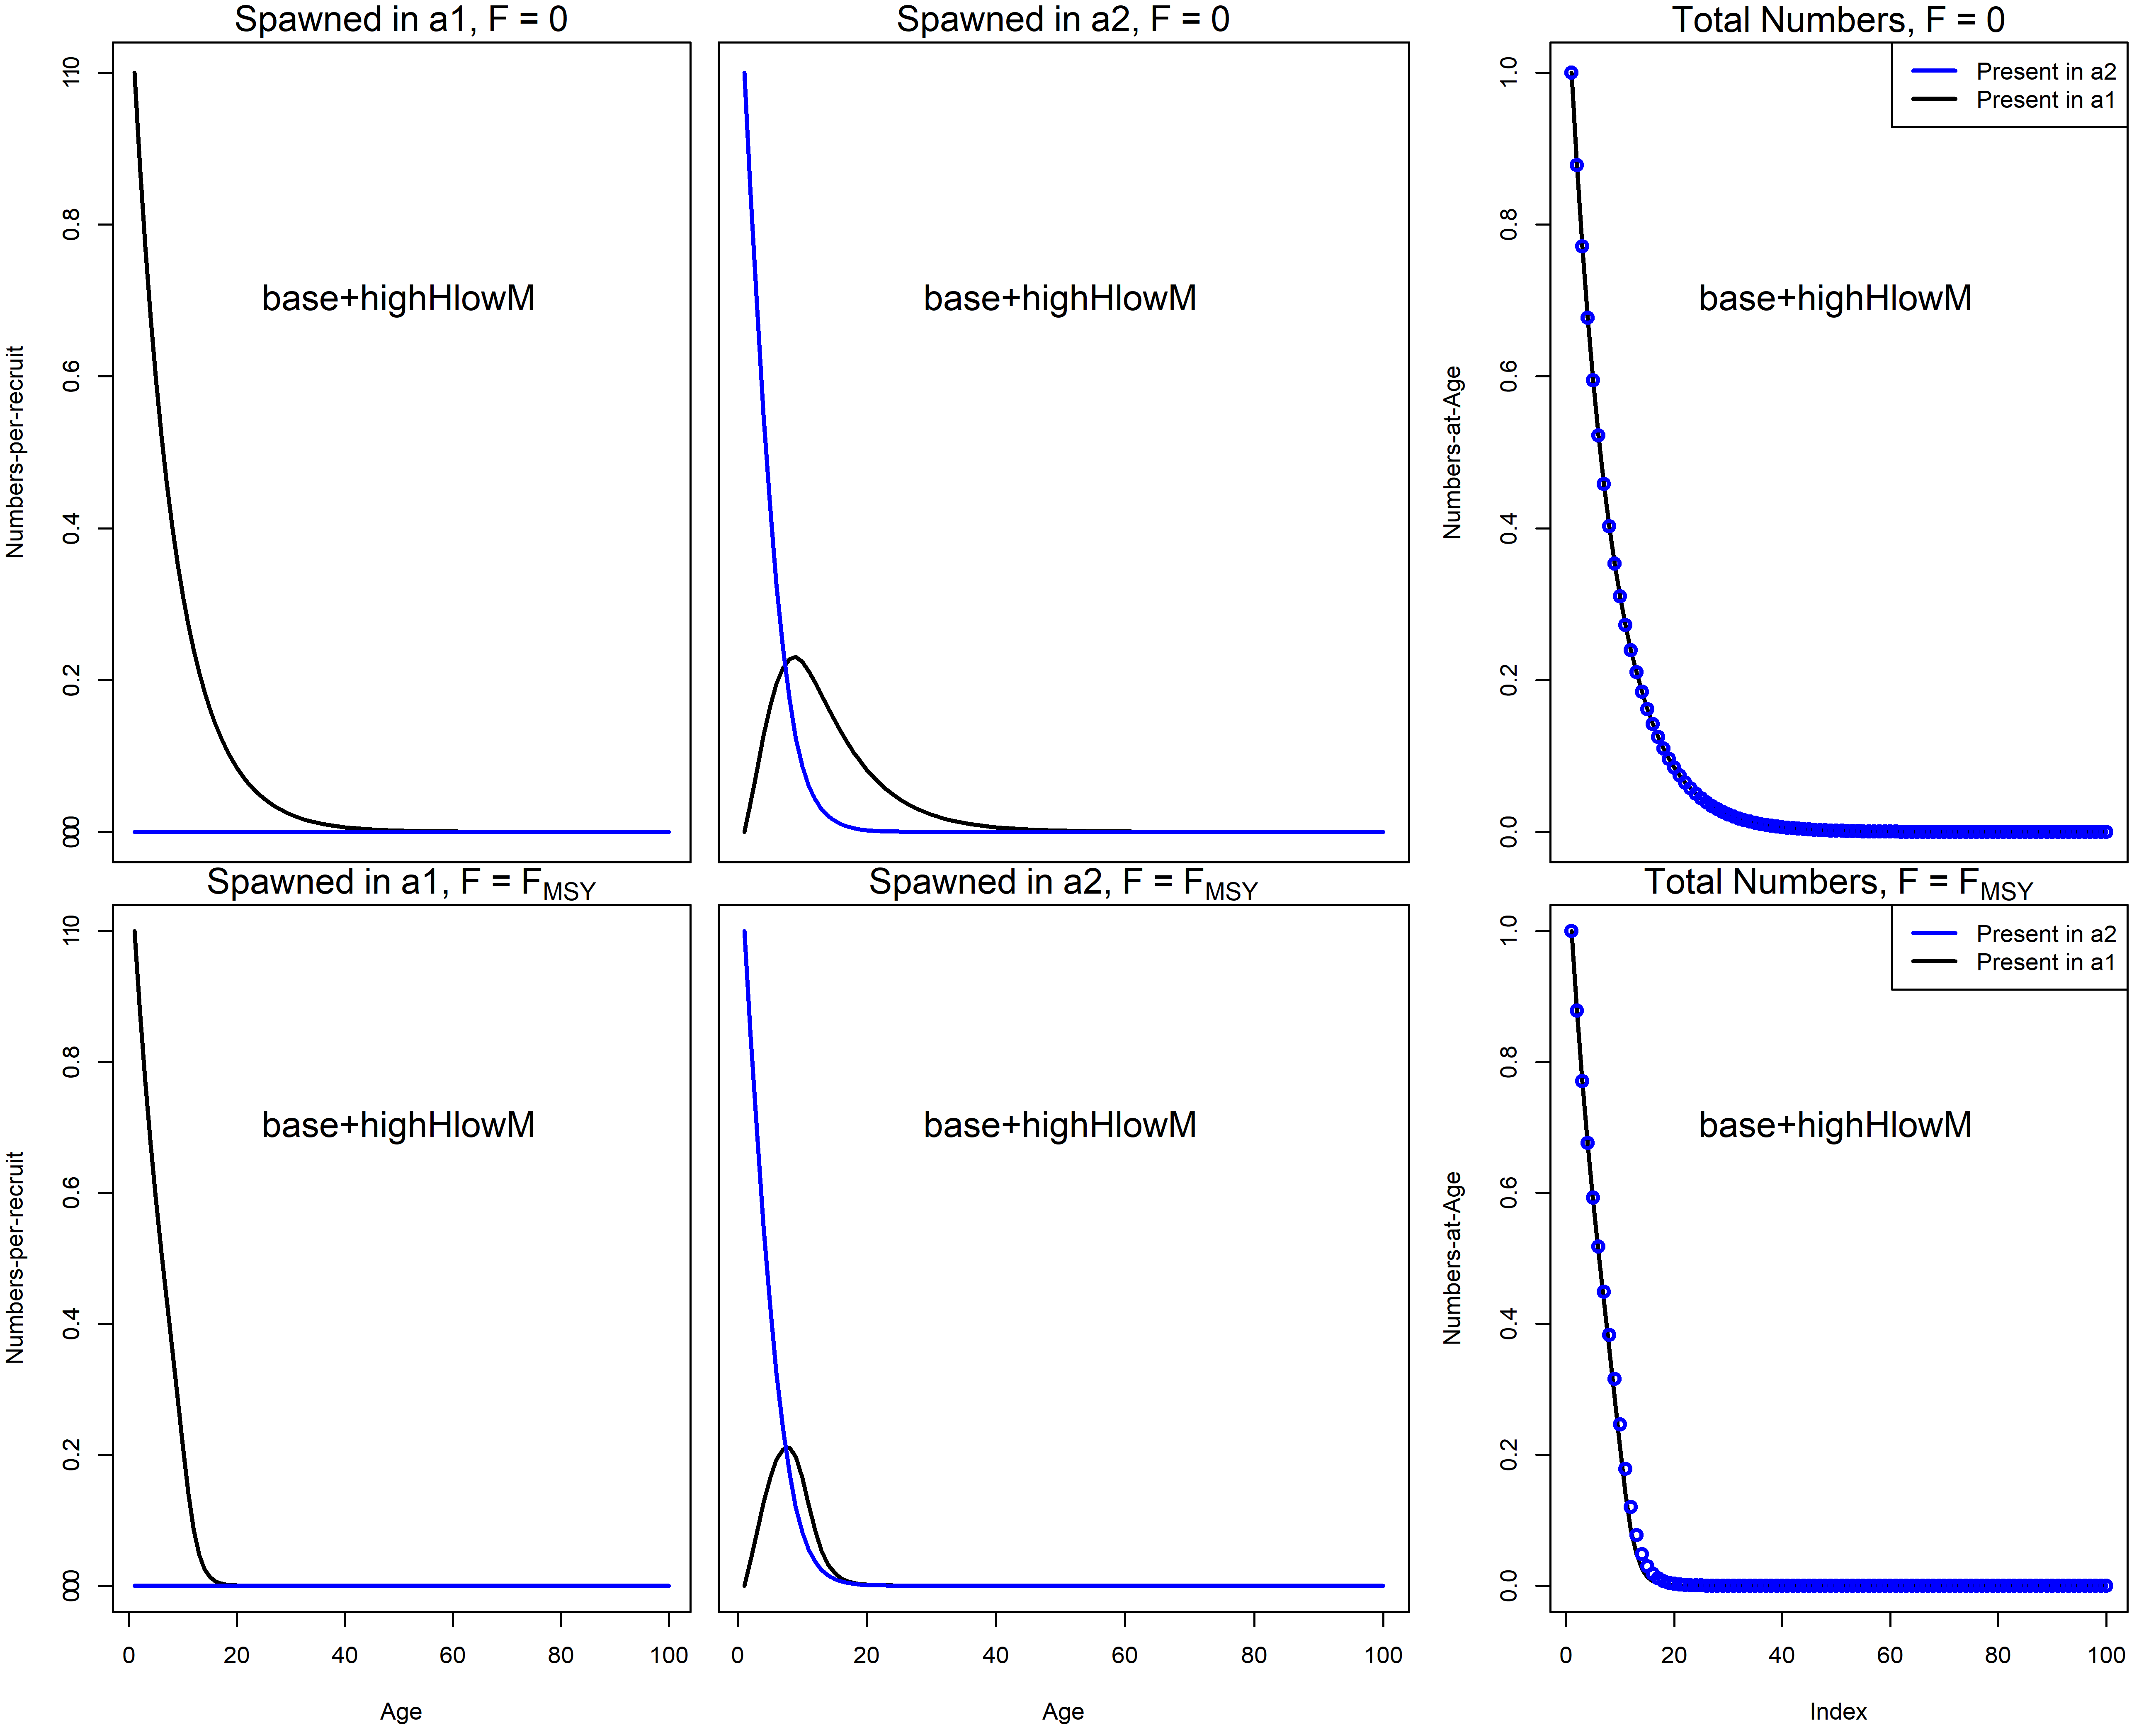 Spawned in a1, F = 0
Spawned in a2, F = 0
Total Numbers, F = 0
Numbers-per-recruit
110
0.8
0.6
0.4
0.2
000
base+highHlowM
base+highHlowM
Numbers-at-Age
1.0
0.8
0.6
0.4
0.2
0.0
Present in a2
Present in a1
base+highHlowM
Spawned in a1, F = FMSY
Spawned in a2, F = FMSY
Total Numbers, F = FMSY
Numbers-per-recruit
110
0.8
0.6
0.4
0.2
000
base+highHlowM
base+highHlowM
Numbers-at-Age
1.0
0.8
0.6
0.4
0.2
0.0
Present in a2
Present in a1
base+highHlowM
0 20 40 60 80 100
0 20 40 60 80 100
0 20 40 60 80 100
Age
Age
Index